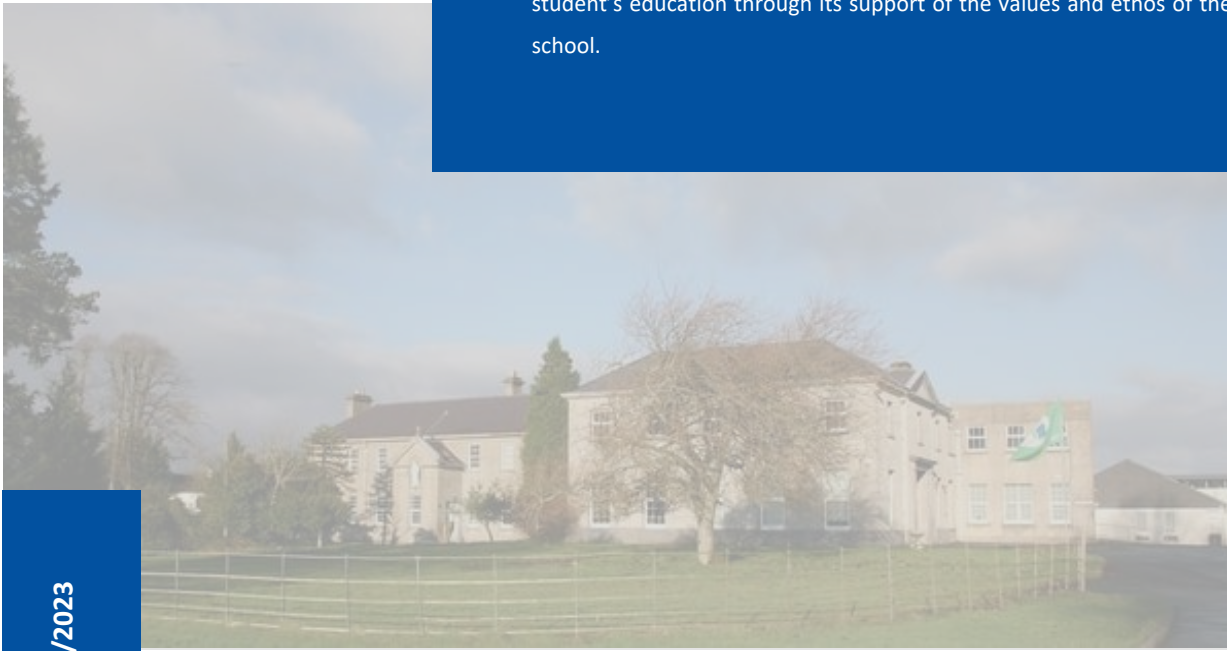 student's education through its support of the values and ethos of the
school.
/2023